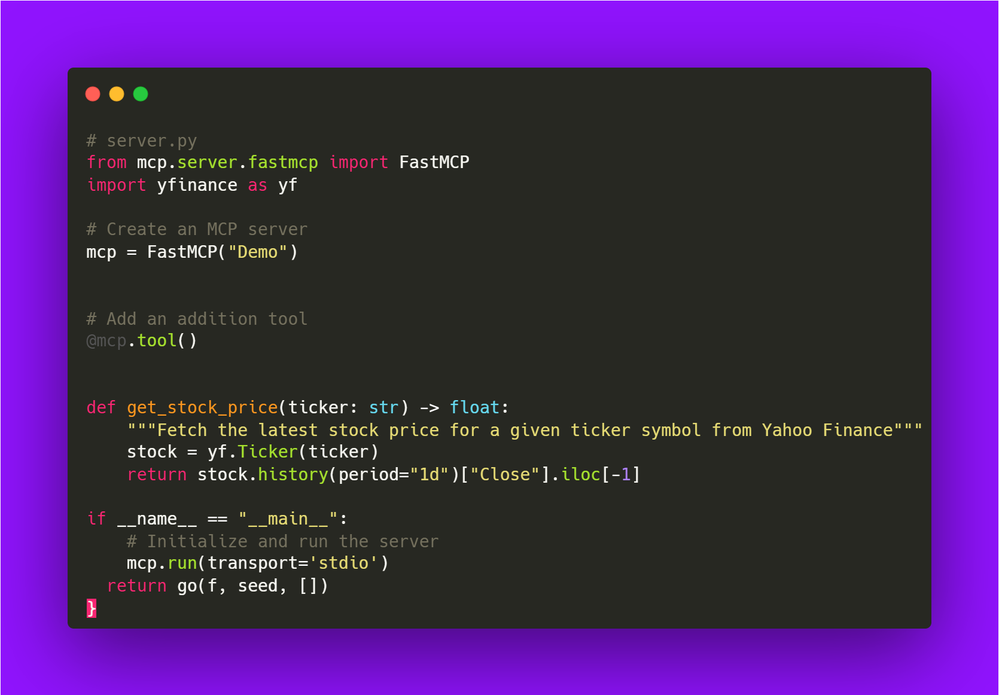 # server.py
from mcp.server.fastmcp import FastMCP
import yfinance as yf
# Create an MCP server
mcp = FastMCP("Demo")
# Add an addition tool
@mcp.tool()
def get_stock_price(ticker: str) -> float:
    """Fetch the latest stock price for a given ticker symbol from Yahoo Finance"""
    stock = yf.Ticker(ticker)
    return stock.history(period="1d")["Close"].iloc[-1]
if __name__ == "__main__":
    # Initialize and run the server
    mcp.run(transport='stdio')
  return go(f, seed, [])
}